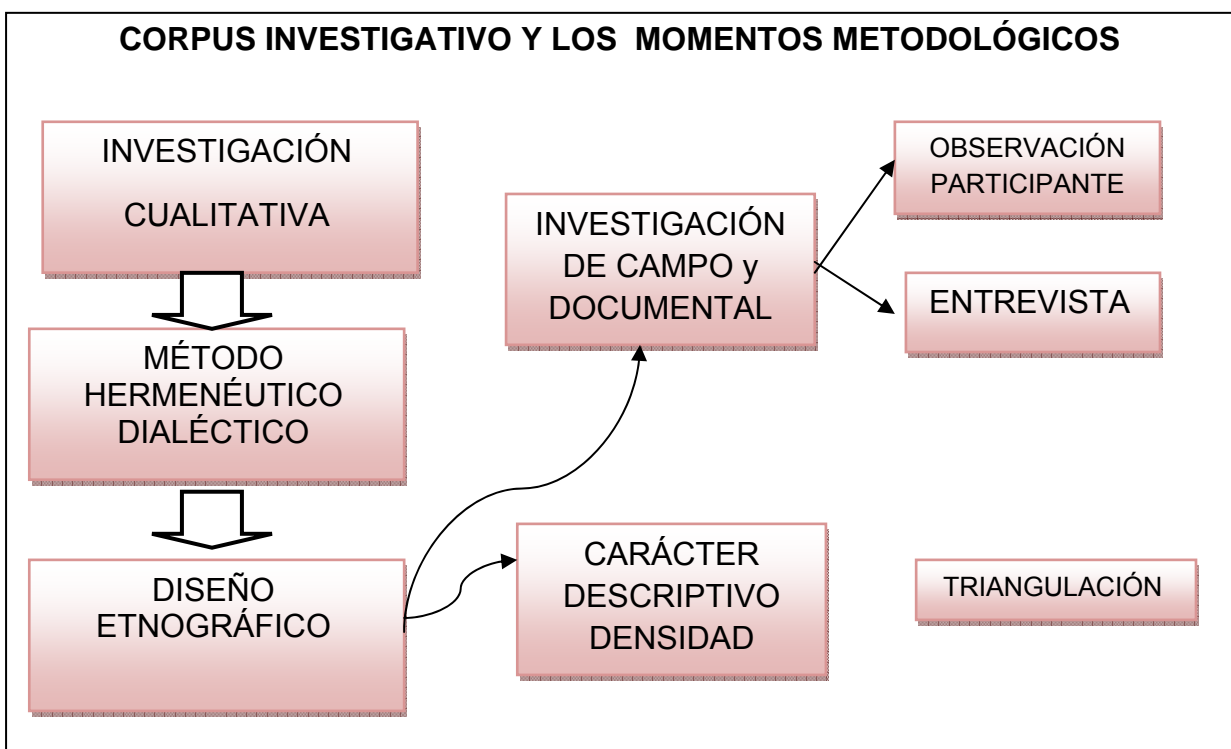 CORPUS INVESTIGATIVO Y LOS MOMENTOS METODOLÓGICOS
INVESTIGACIÓN
CUALITATIVA
MÉTODO
HERMENÉUTICO
DIALÉCTICO
DISEÑO
ETNOGRÁFICO
INVESTIGACIÓN
DE CAMPO y
DOCUMENTAL
CARÁCTER
DESCRIPTIVO
DENSIDAD
OBSERVACIÓN
PARTICIPANTE
ENTREVISTA
TRIANGULACIÓN